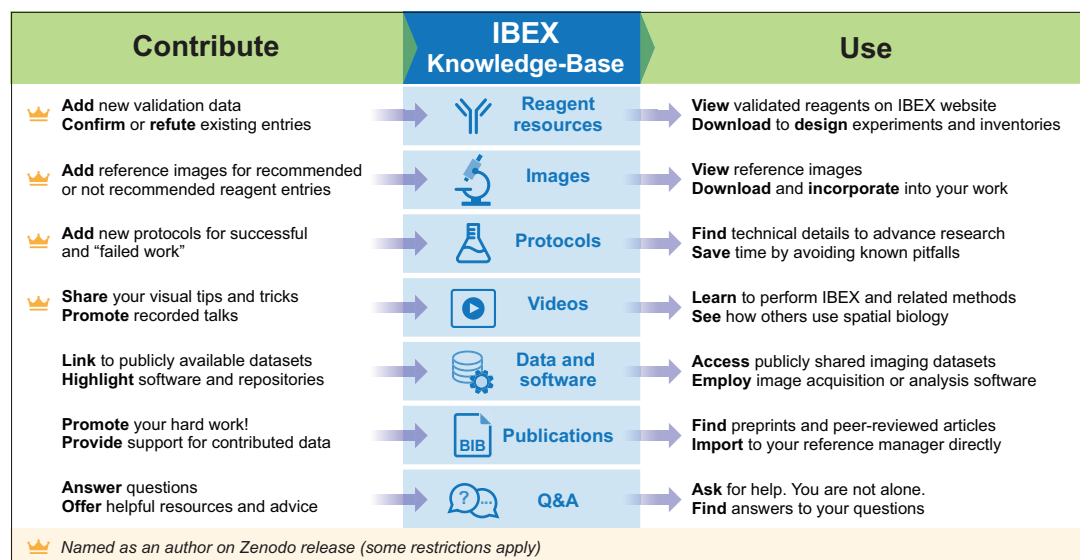 Contribute
IBEX
Knowledge-Base
Use
Add new validation data
Confirm or refute existing entries
Reagent
resources
View validated reagents on IBEX website
Download to design experiments and inventories
Add reference images for recommended
or not recommended reagent entries
Images
View reference images
Download and incorporate into your work
Add new protocols for successful
and “failed work”
Protocols
Find technical details to advance research
Save time by avoiding known pitfalls
Share your visual tips and tricks
Promote recorded talks
Videos
Learn to perform IBEX and related methods
See how others use spatial biology
Link to publicly available datasets
Highlight software and repositories
Data and
software
Access publicly shared imaging datasets
Employ image acquisition or analysis software
Promote your hard work!
Provide support for contributed data
BIB
Publications
Find preprints and peer-reviewed articles
Import to your reference manager directly
Answer questions
Offer helpful resources and advice
? ...
Q&A
Ask for help. You are not alone.
Find answers to your questions
Named as an author on Zenodo release (some restrictions apply)